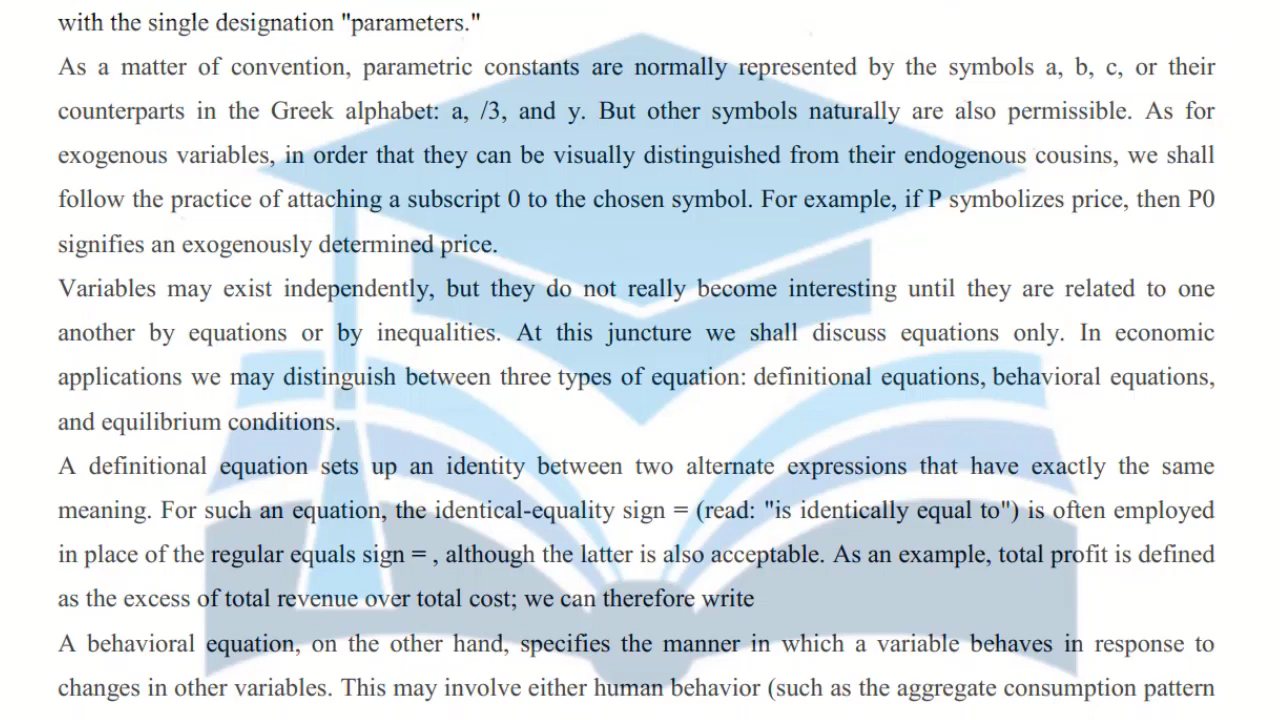 with the single designation "parameters."
As a matter of convention, parametric constants are normally represented by the symbols a, b, c, or their
counterparts in the Greek alphabet: a, /3, and y. But other symbols naturally are also permissible. As for
exogenous variables, in order that they can be visually distinguished from their endogenous cousins, we shall
follow the practice of attaching a subscript 0 to the chosen symbol. For example, if P symbolizes price, then P0
signifies an exogenously determined price.
Variables may exist independently, but they do not really become interesting until they are related to one
another by equations or by inequalities. At this juncture we shall discuss equations only. In economic
applications we may distinguish between three types of equation: definitional equations, behavioral equations,
and equilibrium conditions.
A definitional equation sets up an identity between two alternate expressions that have exactly the same
meaning. For such an equation, the identical-equality sign = (read: "is identically equal to") is often employed
in place of the regular equals sign = , although the latter is also acceptable. As an example, total profit is defined
as the excess of total revenue over total cost; we can therefore write
A behavioral equation, on the other hand, specifies the manner in which a variable behaves in response to
changes in other variables. This may involve either human behavior (such as the aggregate consumption pattern